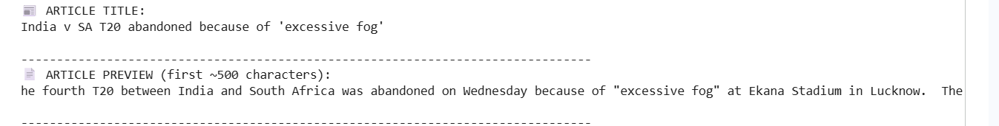 📰 ARTICLE TITLE:
India v SA T20 abandoned because of 'excessive fog'
--------------------------------------------------------------------------------
📄 ARTICLE PREVIEW (first ~500 characters):
he fourth T20 between India and South Africa was abandoned on Wednesday because of "excessive fog" at Ekana Stadium in Lucknow.  The
--------------------------------------------------------------------------------